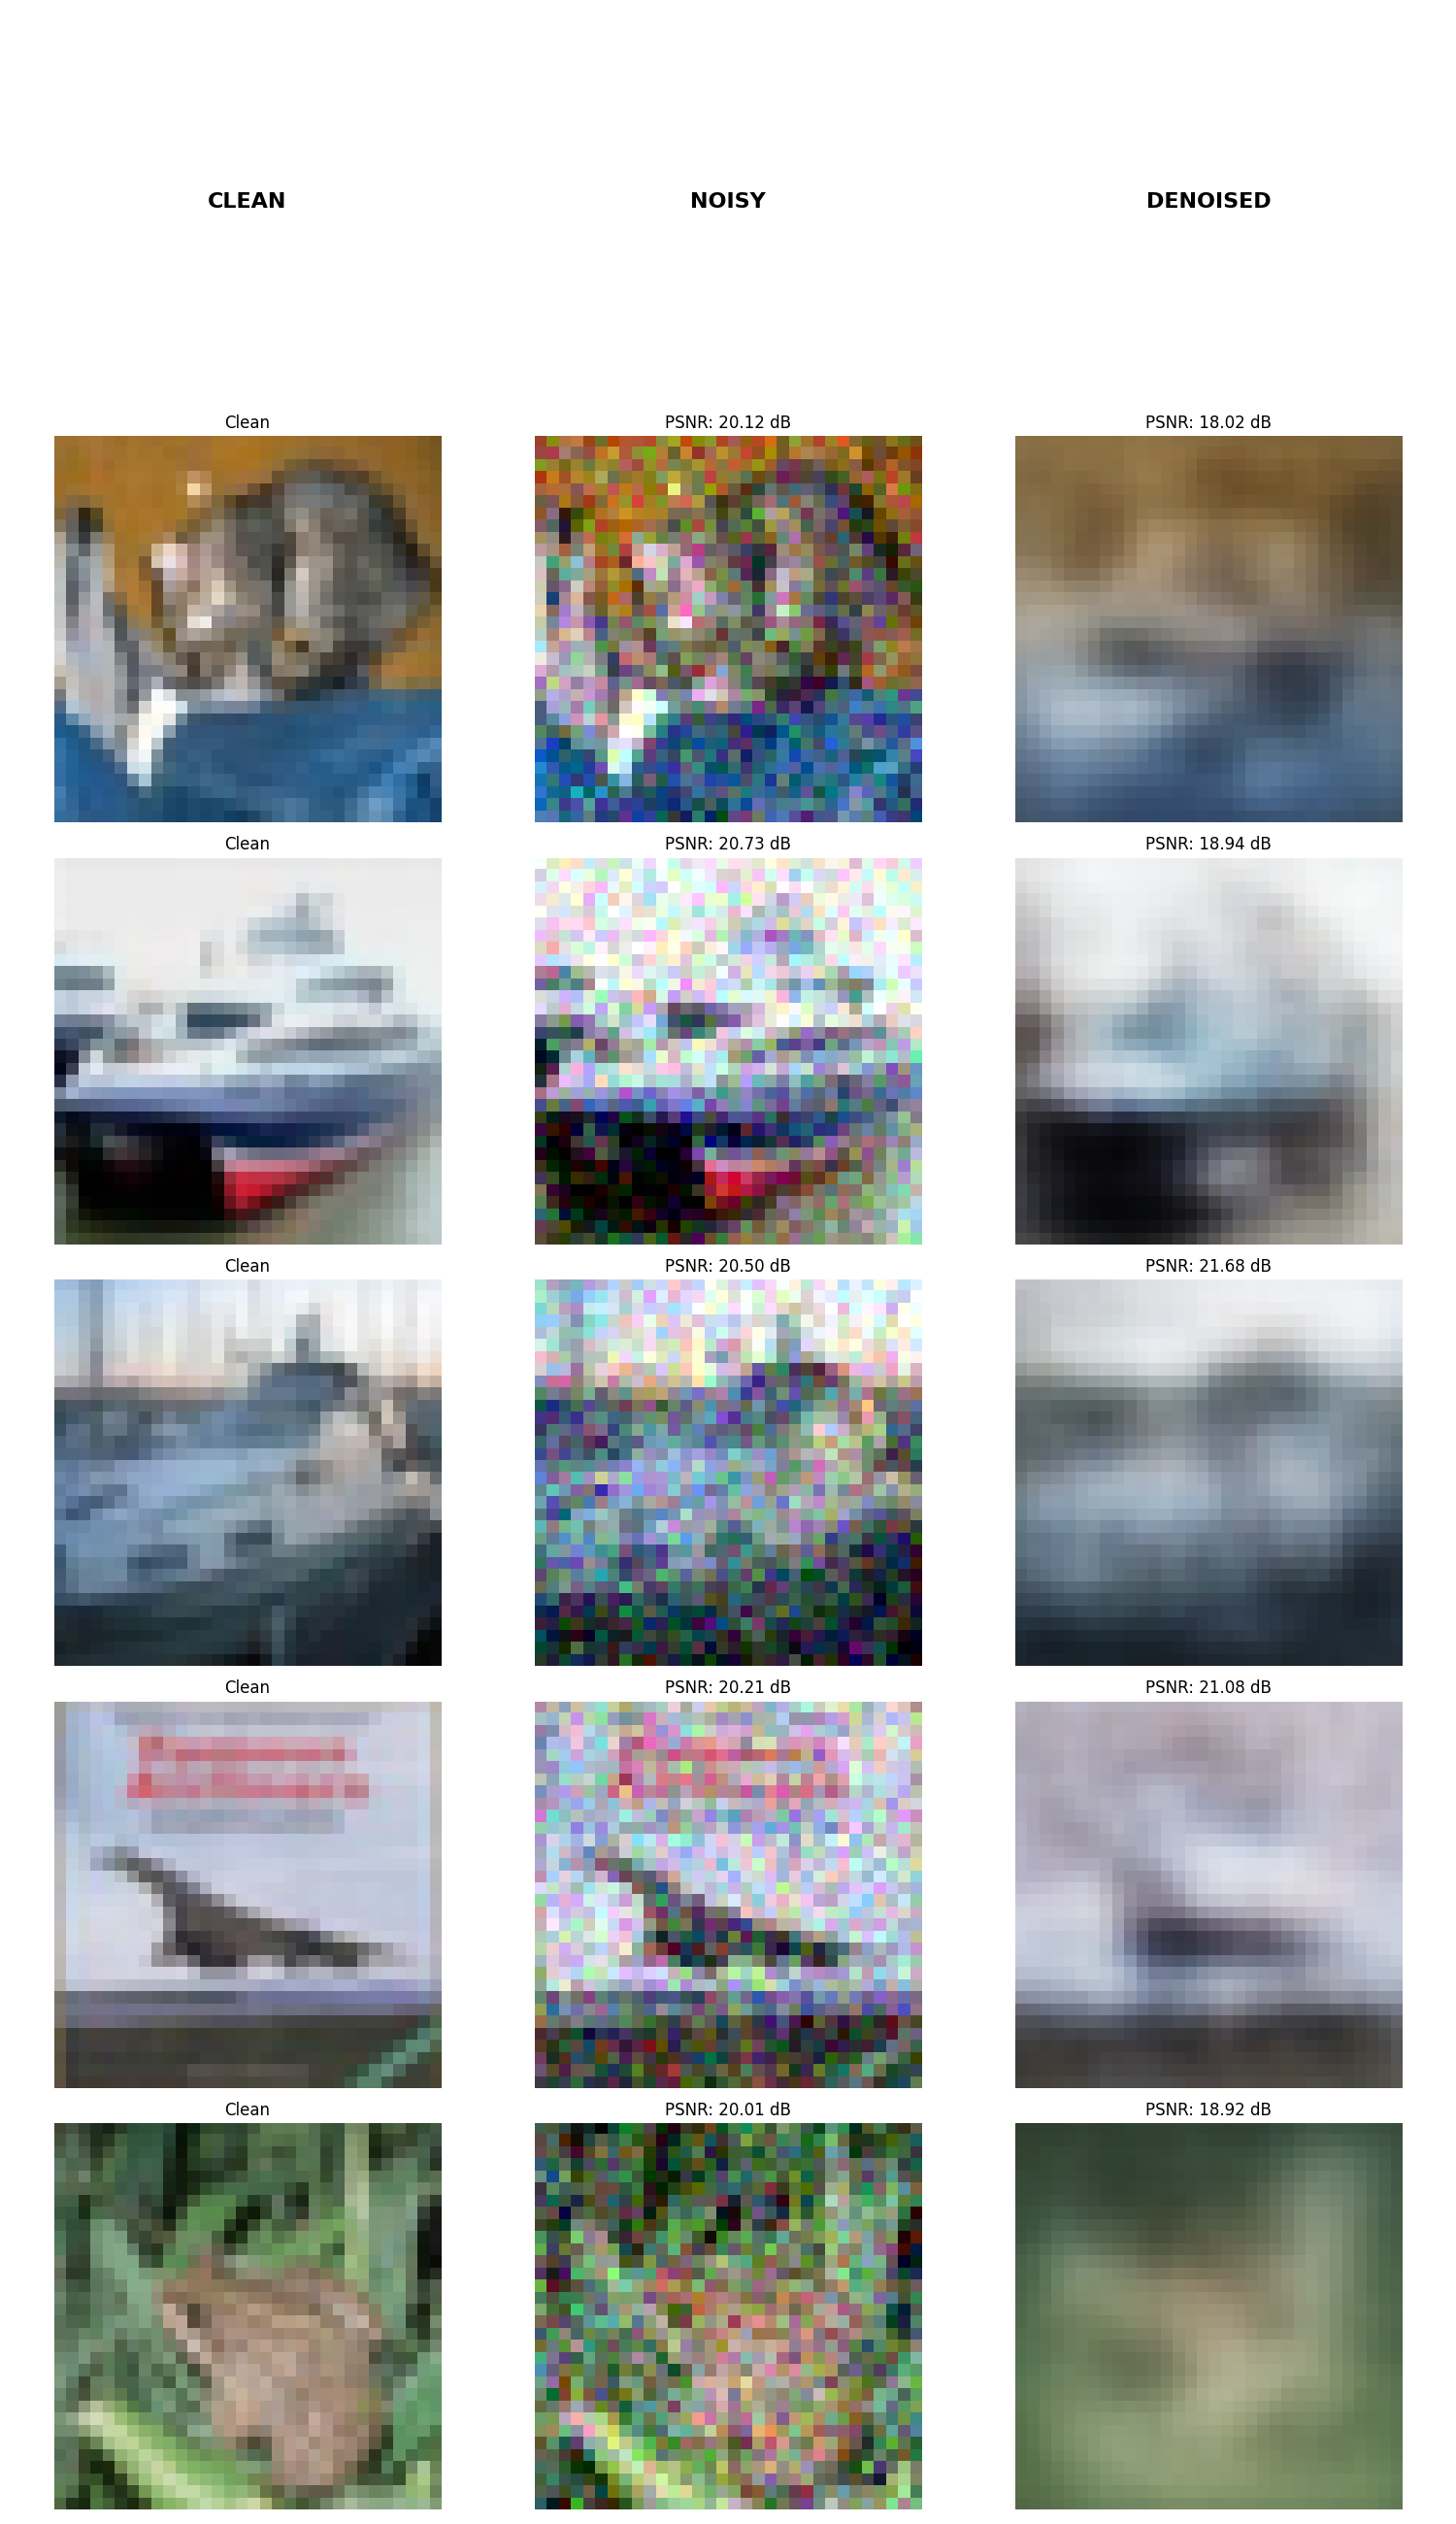 CLEAN NOISY DENOISED
Clean PSNR: 20.12 dB PSNR: 18.02 dB
Clean PSNR: 20.73 dB PSNR: 18.94 dB
Clean PSNR: 20.50 dB PSNR: 21.68 dB
Clean PSNR: 20.21 dB PSNR: 21.08 dB
Clean PSNR: 20.01 dB PSNR: 18.92 dB